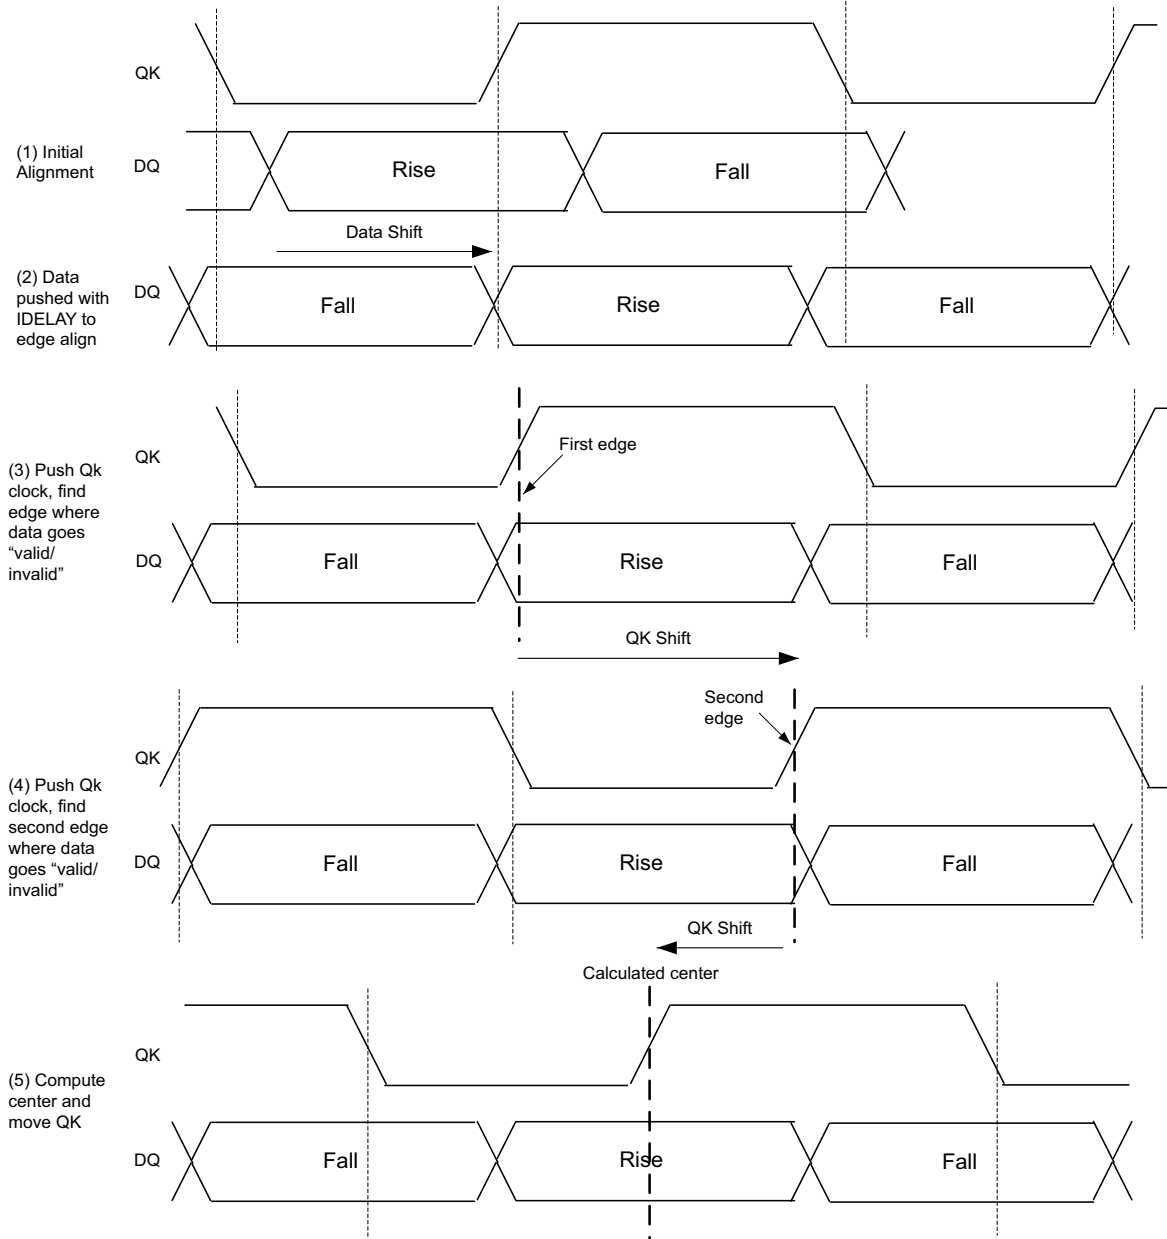 QK
(1) Initial
Alignment
DQ
Rise
Fall
Data Shift
(2) Data
pushed with
IDELAY to
edge align
DQ
Fall
Rise
Fall
(3) Push Qk
clock, find
edge where
data goes
“valid/
invalid”
QK
First edge
DQ
Fall
Rise
Fall
QK Shift
(4) Push Qk
clock, find
second edge
where data
goes “valid/
invalid”
QK
Second
edge
DQ
Fall
Rise
Fall
QK Shift
Calculated center
(5) Compute
center and
move QK
QK
DQ
Fall
Rise
Fall